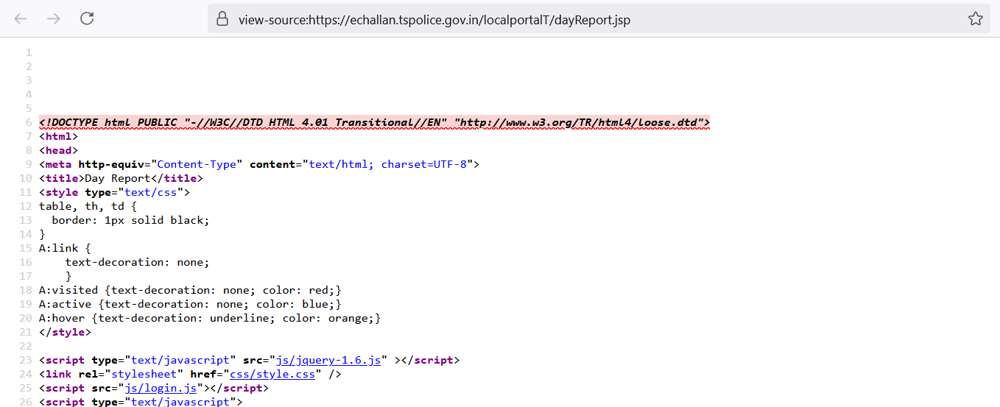 view-source:https://echallan.tspolice.gov.in/localportalT/dayReport.jsp
1
2
3
4
5
6 <!DOCTYPE html PUBLIC "-//W3C//DTD HTML 4.01 Transitional//EN" "http://www.w3.org/TR/html4/loose.dtd">
7 <html>
8 <head>
9 <meta http-equiv="Content-Type" content="text/html; charset=UTF-8">
10 <title>Day Report</title>
11 <style type="text/css">
12 table, th, td {
13   border: 1px solid black;
14 }
15 A:link {
16     text-decoration: none;
17     }
18 A:visited {text-decoration: none; color: red;}
19 A:active {text-decoration: none; color: blue;}
20 A:hover {text-decoration: underline; color: orange;}
21 </style>
22
23 <script type="text/javascript" src="js/jquery-1.6.js" ></script>
24 <link rel="stylesheet" href="css/style.css" />
25 <script src="js/login.js"></script>
26 <script type="text/javascript">